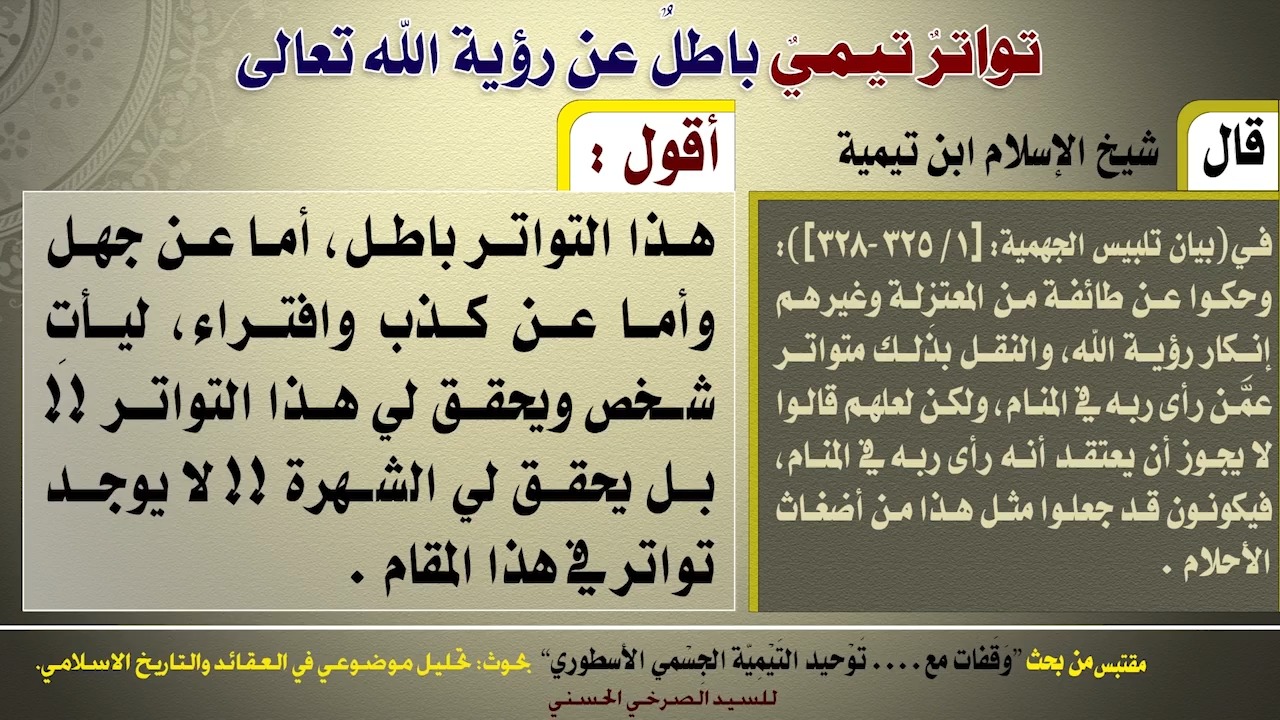 تواترٌ تيميٌ باطلٌ عن رؤية الله تعالى
قال
شيخ الإسلام ابن تيمية
في (بيان تلبيس الجهمية: [١/ ٣٢٥-٣٢٨]):
وحكوا عن طائفة من المعتزلة وغيرهم
إنكار رؤية الله، والنقل بذَلك متواتر
عمَّن رأى ربه في المنام، ولكن لعلهم قالوا
لا يجوز أن يعتقد أنه رأى ربه في المنام،
فيكونون قد جعلوا مثل هذا من أضغاث
الأحلام .
أقول :
هذا التواتر باطل، أما عن جهل
وأما عن كذب وافتراء، ليأتِ
شخص ويحقق لي هذا التواتر !!
بل يحقق لي الشهرة !! لا يوجد
تواتر في هذا المقام .
مقتبس من بحث "وَقَفات مع .... تَوْحيد التَيْمِيّة الجِسْمي الأسطوري" بحوث: تحليل موضوعي في العقائد والتاريخ الاسلامي.
للسيد الصرخي الحسني